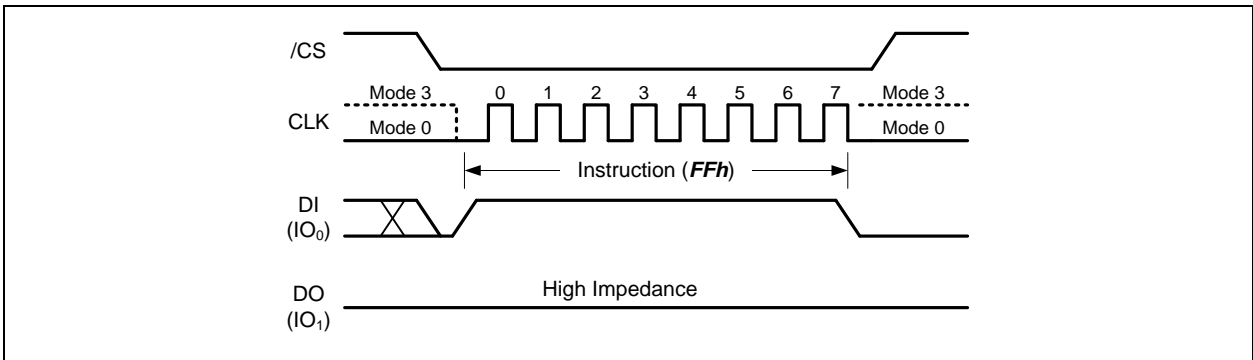 /CS
Mode 3 0 1 2 3 4 5 6 7 Mode 3
CLK
Mode 0 Mode 0
Instruction (FFh)
DI
(IO₀)
High Impedance
DO
(IO₁)